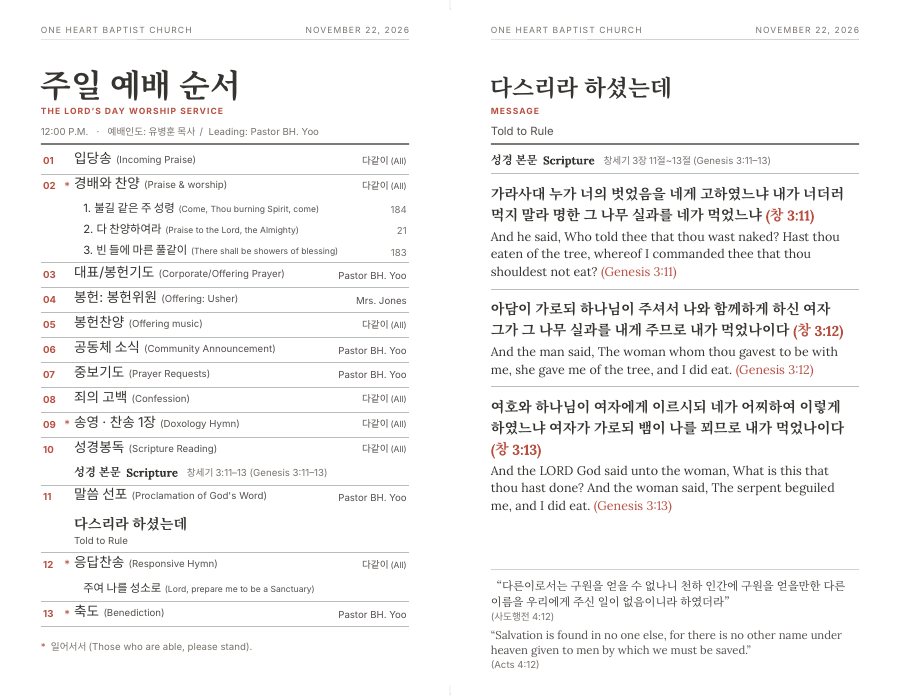 ONE HEART BAPTIST CHURCH NOVEMBER 22, 2026
주일 예배 순서
THE LORD'S DAY WORSHIP SERVICE
12:00 P.M. · 예배인도: 유병훈 목사 / Leading: Pastor BH. Yoo
01 입당송 (Incoming Praise) 다같이 (All)
02 * 경배와 찬양 (Praise & worship) 다같이 (All)
1. 불길 같은 주 성령 (Come, Thou burning Spirit, come) 184
2. 다 찬양하여라 (Praise to the Lord, the Almighty) 21
3. 빈 들에 마른 풀같이 (There shall be showers of blessing) 183
03 대표/봉헌기도 (Corporate/Offering Prayer) Pastor BH. Yoo
04 봉헌: 봉헌위원 (Offering: Usher) Mrs. Jones
05 봉헌찬양 (Offering music) 다같이 (All)
06 공동체 소식 (Community Announcement) Pastor BH. Yoo
07 중보기도 (Prayer Requests) Pastor BH. Yoo
08 죄의 고백 (Confession) 다같이 (All)
09 * 송영 · 찬송 1장 (Doxology Hymn) 다같이 (All)
10 성경봉독 (Scripture Reading) 다같이 (All)
성경 본문 Scripture 창세기 3:11–13 (Genesis 3:11–13)
11 말씀 선포 (Proclamation of God's Word) Pastor BH. Yoo
다스리라 하셨는데
Told to Rule
12 * 응답찬송 (Responsive Hymn) 다같이 (All)
주여 나를 성소로 (Lord, prepare me to be a Sanctuary)
13 * 축도 (Benediction) Pastor BH. Yoo
* 일어서서 (Those who are able, please stand).
ONE HEART BAPTIST CHURCH NOVEMBER 22, 2026
다스리라 하셨는데
MESSAGE
Told to Rule
성경 본문 Scripture 창세기 3장 11절~13절 (Genesis 3:11–13)
가라사대 누가 너의 벗었음을 네게 고하였느냐 내가 너더러
먹지 말라 명한 그 나무 실과를 네가 먹었느냐 (창 3:11)
And he said, Who told thee that thou wast naked? Hast thou
eaten of the tree, whereof I commanded thee that thou
shouldest not eat? (Genesis 3:11)
아담이 가로되 하나님이 주셔서 나와 함께하게 하신 여자
그가 그 나무 실과를 내게 주므로 내가 먹었나이다 (창 3:12)
And the man said, The woman whom thou gavest to be with
me, she gave me of the tree, and I did eat. (Genesis 3:12)
여호와 하나님이 여자에게 이르시되 네가 어찌하여 이렇게
하였느냐 여자가 가로되 뱀이 나를 꾀므로 내가 먹었나이다
(창 3:13)
And the LORD God said unto the woman, What is this that
thou hast done? And the woman said, The serpent beguiled
me, and I did eat. (Genesis 3:13)
“다른이로서는 구원을 얻을 수 없나니 천하 인간에 구원을 얻을만한 다른
이름을 우리에게 주신 일이 없음이니라 하였더라”
(사도행전 4:12)
“Salvation is found in no one else, for there is no other name under
heaven given to men by which we must be saved.”
(Acts 4:12)